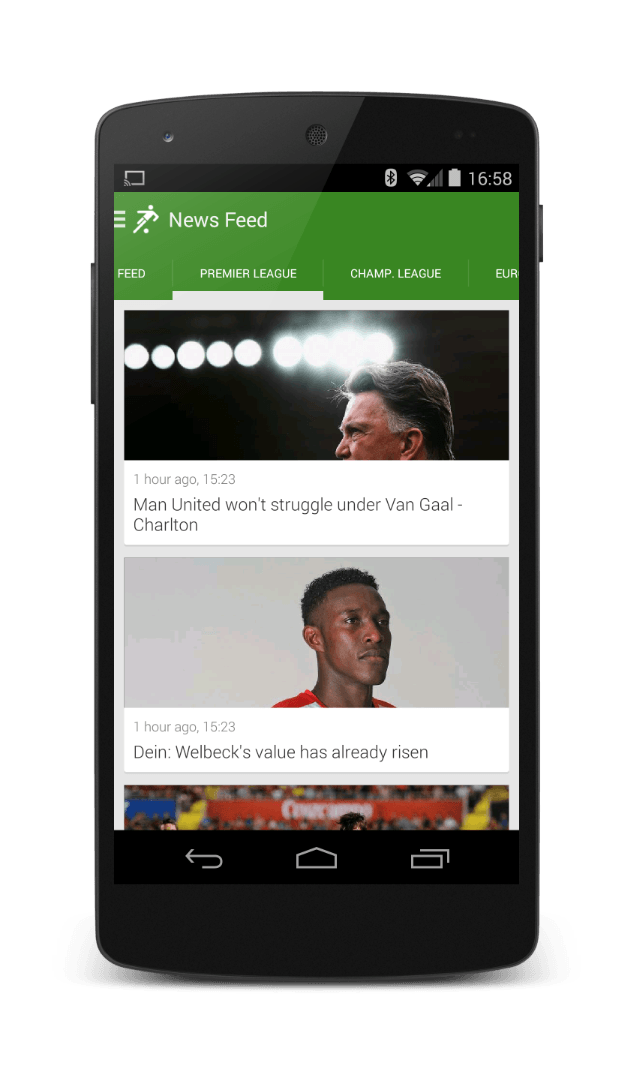 16:58
News Feed
FEED
PREMIER LEAGUE
CHAMP. LEAGUE
EUR
1 hour ago, 15:23
Man United won't struggle under Van Gaal -
Charlton
1 hour ago, 15:23
Dein: Welbeck's value has already risen
Cruzcampo